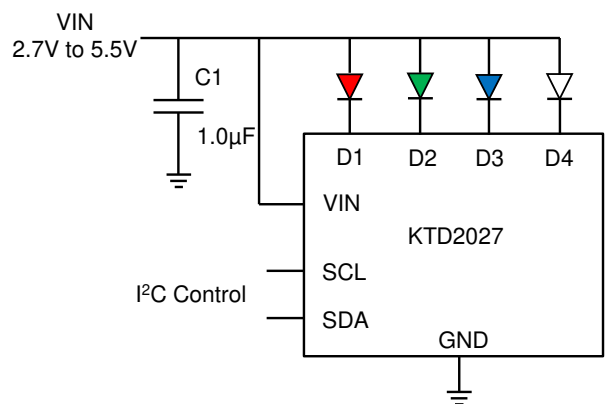 VIN
2.7V to 5.5V
C1
1.0µF
D1 D2 D3 D4
VIN
KTD2027
SCL
I²C Control
SDA
GND